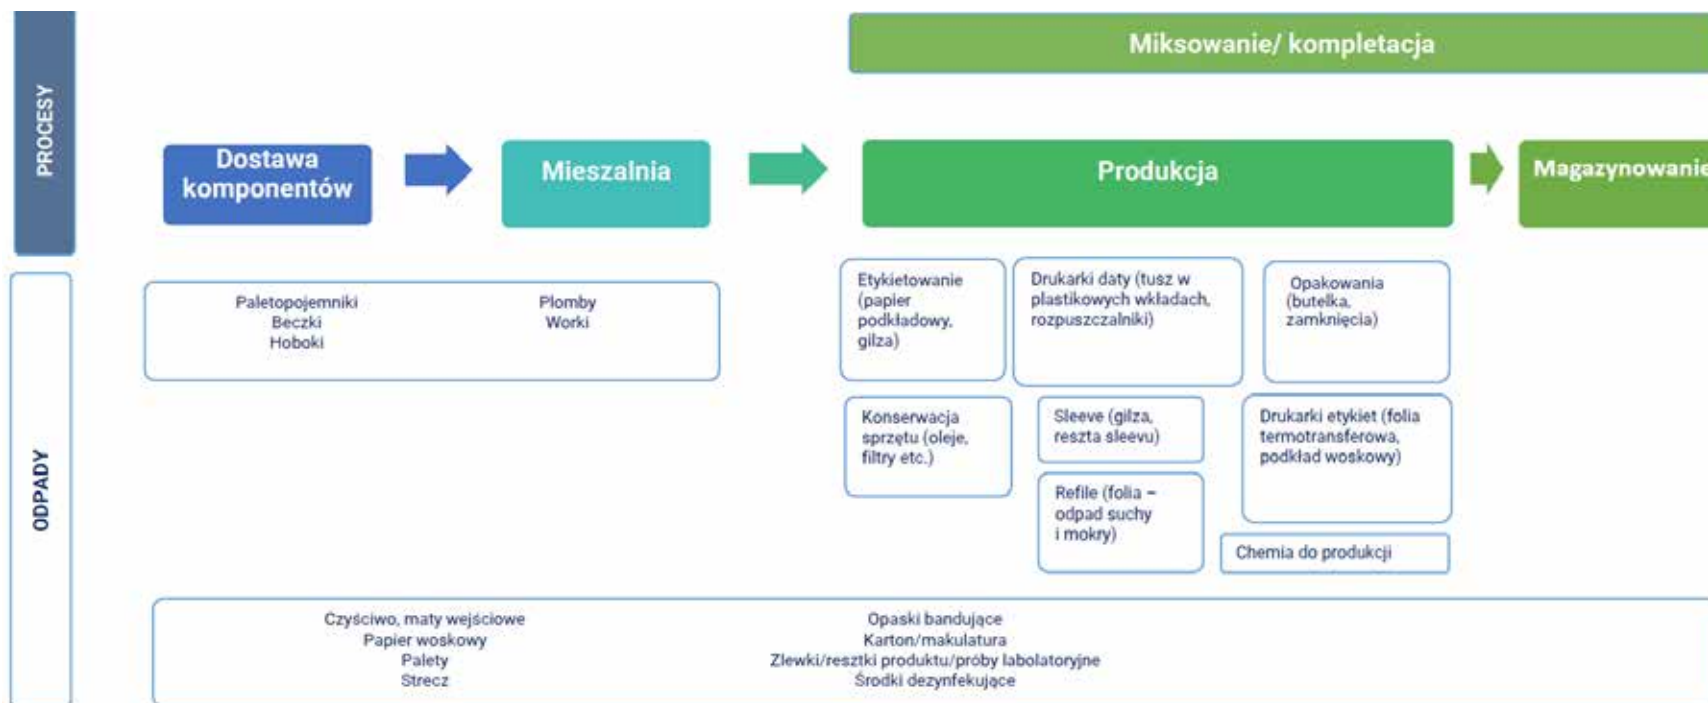 PROCESY
Miksowanie/ kompletacja
Dostawa
komponentów
Mieszalnia
Produkcja
Magazynowanie
ODPADY
Paletopojemniki
Beczki
Hoboki
Plomby
Worki
Etykietowanie
(papier
podkładowy,
gilza)
Drukarki daty (tusz w
plastikowych wkładach,
rozpuszczalniki)
Opakowania
(butelka,
zamknięcia)
Konserwacja
sprzętu (oleje,
filtry etc.)
Sleeve (gilza,
reszta sleevu)
Drukarki etykiet (folia
termotransferowa,
podkład woskowy)
Refile (folia –
odpad suchy
i mokry)
Chemia do produkcji
Czyściwo, maty wejściowe
Papier woskowy
Palety
Strecz
Opaski bandujące
Karton/makulatura
Zlewki/resztki produktu/próby labolatoryjne
Środki dezynfekujące